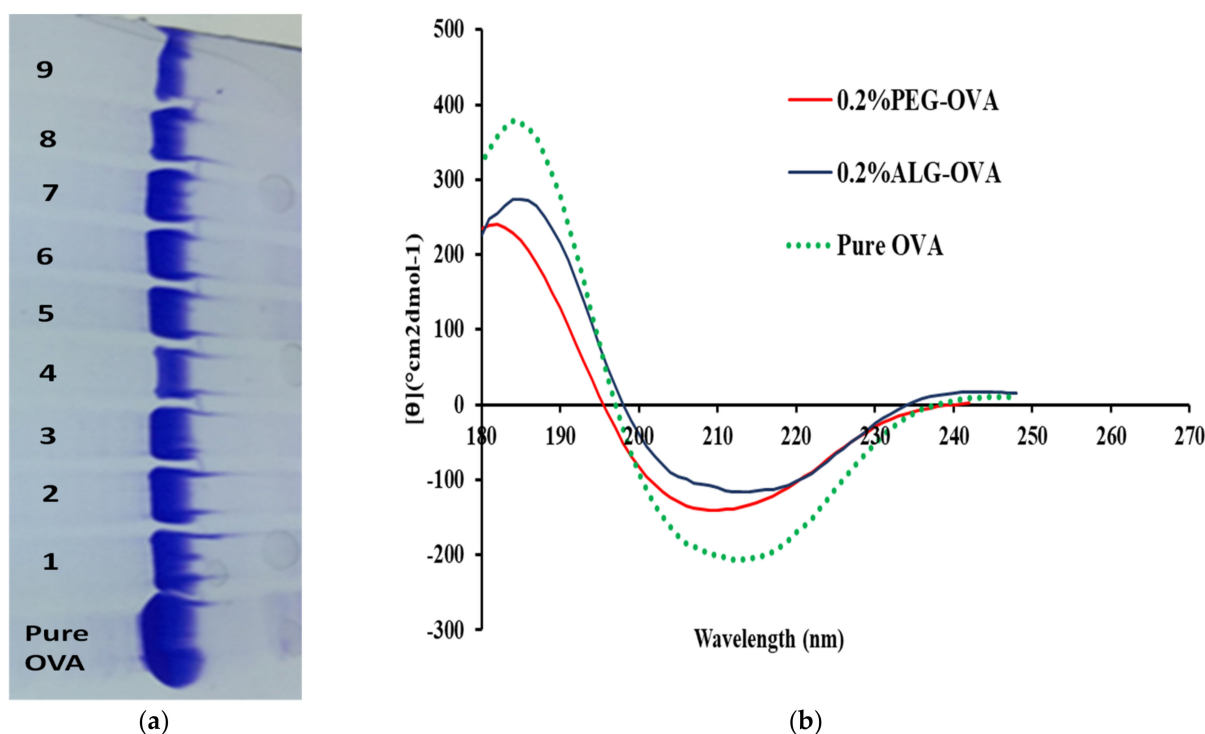 9
8
7
6
5
4
3
2
1
Pure
OVA
(a)
500
400
300
200
100
0
-100
-200
-300
180 190 200 210 220 230 240 250 260 270
[Θ](°cm2dmol-1)
Wavelength (nm)
0.2%PEG-OVA
0.2%ALG-OVA
Pure OVA
(b)